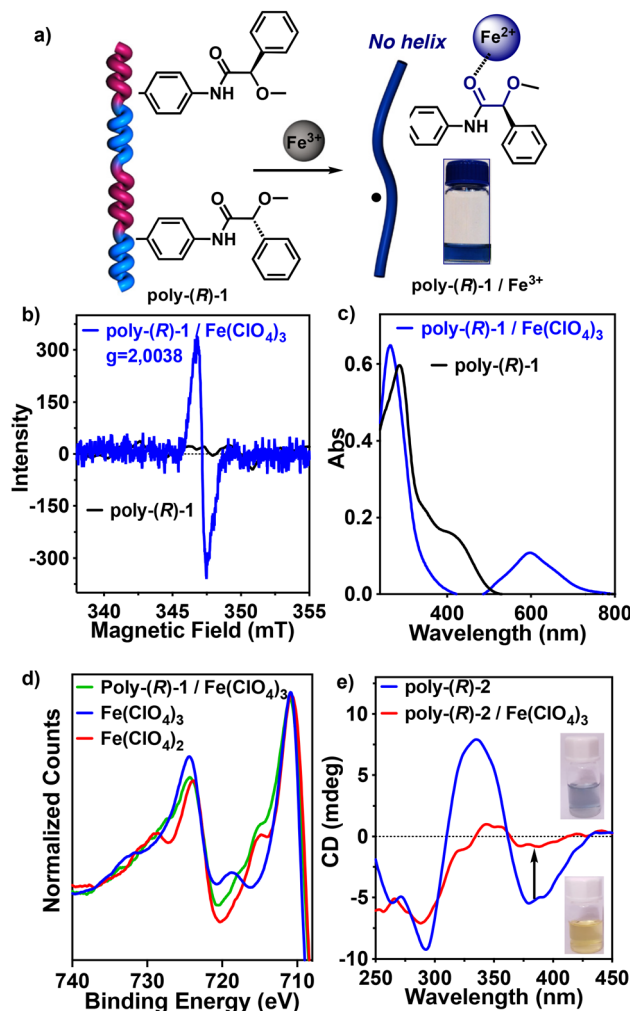 a)
No helix
Fe2+
O
NH
O
Fe3+
O
NH
O
O
NH
O
poly-(R)-1
poly-(R)-1 / Fe3+
b)
poly-(R)-1 / Fe(ClO4)3
g=2,0038
300
150
0
-150
-300
Intensity
poly-(R)-1
340
345
350
355
Magnetic Field (mT)
c)
poly-(R)-1 / Fe(ClO4)3
poly-(R)-1
0.6
0.4
0.2
0.0
Abs
400
600
800
Wavelength (nm)
d)
Poly-(R)-1 / Fe(ClO4)3
Fe(ClO4)3
Fe(ClO4)2
Normalized Counts
740
730
720
710
Binding Energy (eV)
e)
poly-(R)-2
poly-(R)-2 / Fe(ClO4)3
10
5
0
-5
-10
CD (mdeg)
250
300
350
400
450
Wavelength (nm)